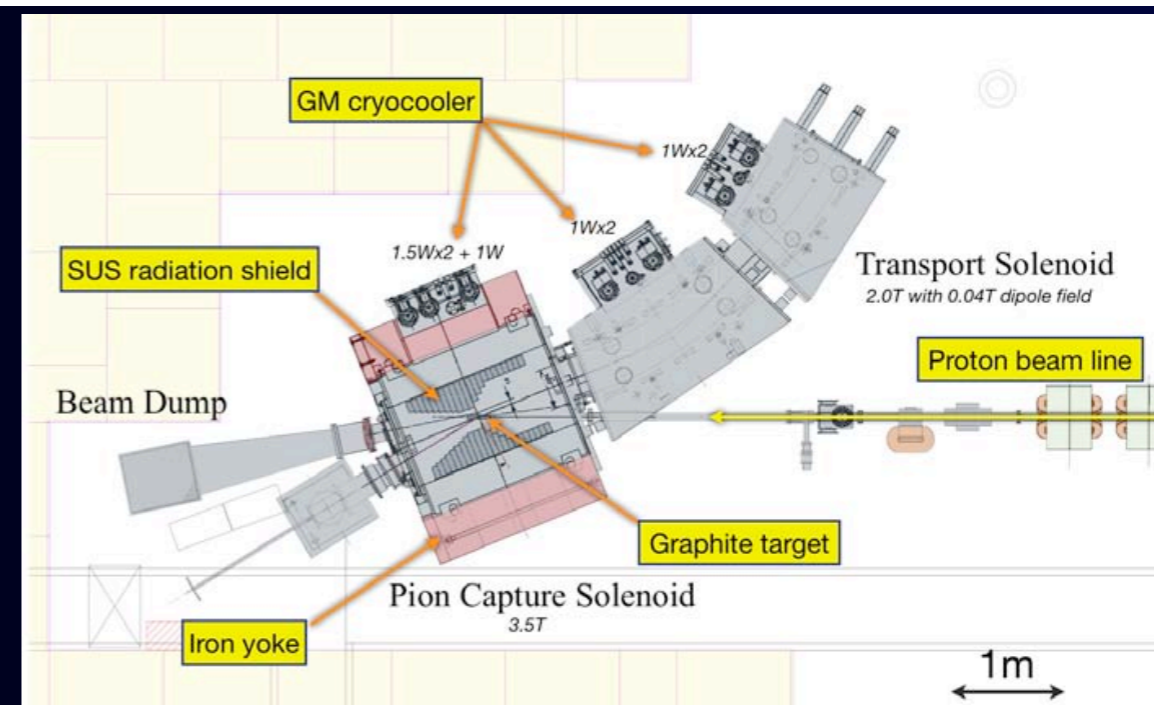 GM cryocooler
1Wx2
1Wx2
1.5Wx2 + 1W
SUS radiation shield
Transport Solenoid
2.0T with 0.04T dipole field
Proton beam line
Beam Dump
Graphite target
Pion Capture Solenoid
3.5T
Iron yoke
1m